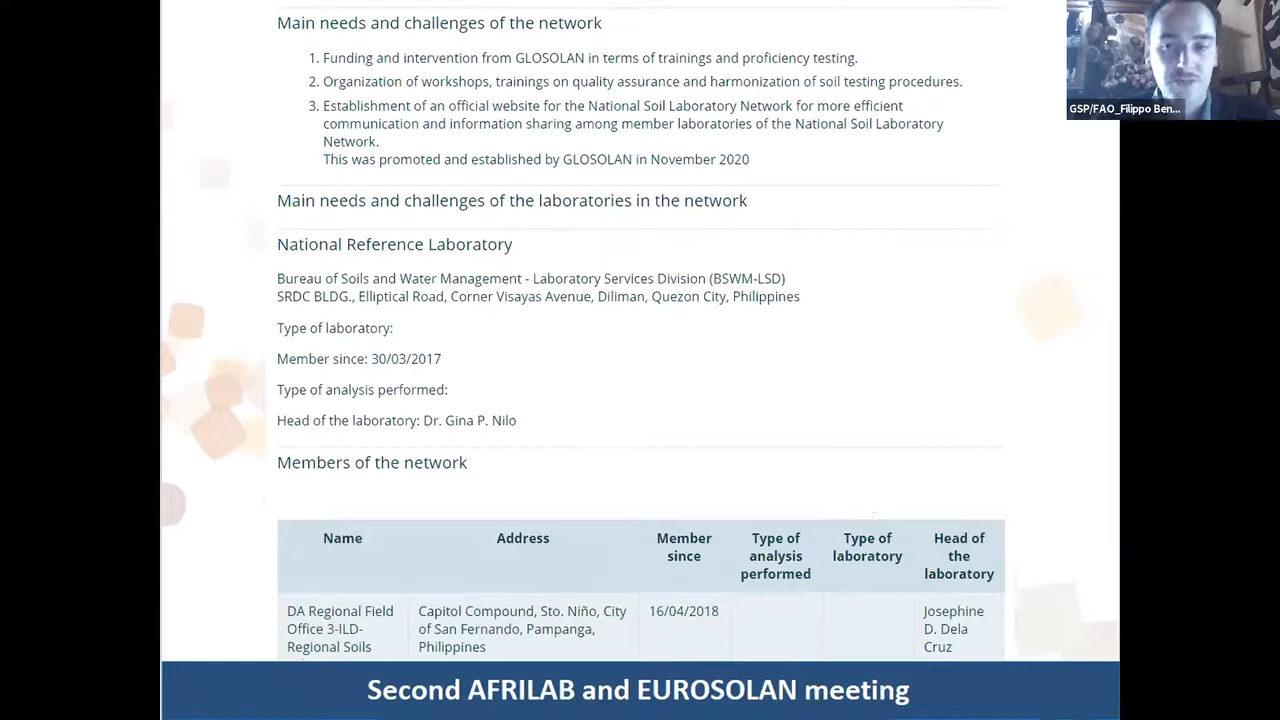 Main needs and challenges of the network
1. Funding and intervention from GLOSOLAN in terms of trainings and proficiency testing.
2. Organization of workshops, trainings on quality assurance and harmonization of soil testing procedures.
3. Establishment of an official website for the National Soil Laboratory Network for more efficient
communication and information sharing among member laboratories of the National Soil Laboratory
Network.
This was promoted and established by GLOSOLAN in November 2020
Main needs and challenges of the laboratories in the network
National Reference Laboratory
Bureau of Soils and Water Management - Laboratory Services Division (BSWM-LSD)
SRDC BLDG., Elliptical Road, Corner Visayas Avenue, Diliman, Quezon City, Philippines
Type of laboratory:
Member since: 30/03/2017
Type of analysis performed:
Head of the laboratory: Dr. Gina P. Nilo
Members of the network
Name Address Member since Type of analysis performed Type of laboratory Head of the laboratory
DA Regional Field Capitol Compound, Sto. Niño, City 16/04/2018 Josephine
Office 3-ILD- of San Fernando, Pampanga, D. Dela
Regional Soils Philippines Cruz
GSP/FAO_Filippo Ben...
Second AFRILAB and EUROSOLAN meeting